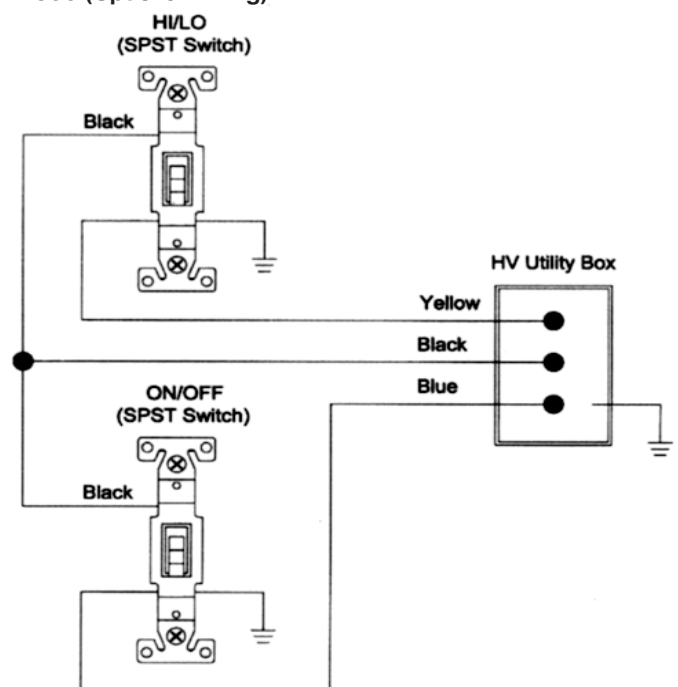 HI/LO
(SPST Switch)
Black
HV Utility Box
Yellow
Black
Blue
ON/OFF
(SPST Switch)
Black